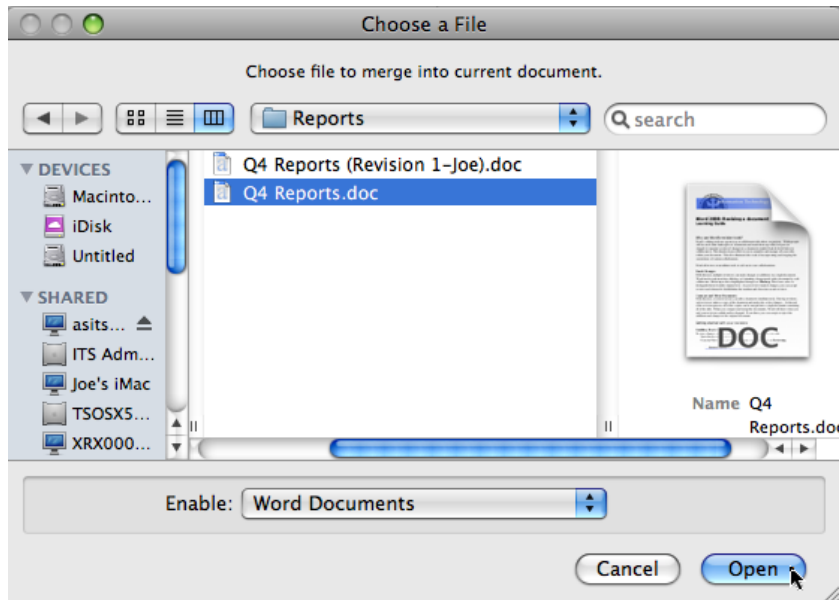 Choose a File
Choose file to merge into current document.
Reports
search
DEVICES
Macinto...
iDisk
Untitled
SHARED
asits...
ITS Adm...
Joe's iMac
TSOSX5...
XRX000...
Q4 Reports (Revision 1-Joe).doc
Q4 Reports.doc
DOC
Name Q4
Reports.do
Enable: Word Documents
Cancel
Open